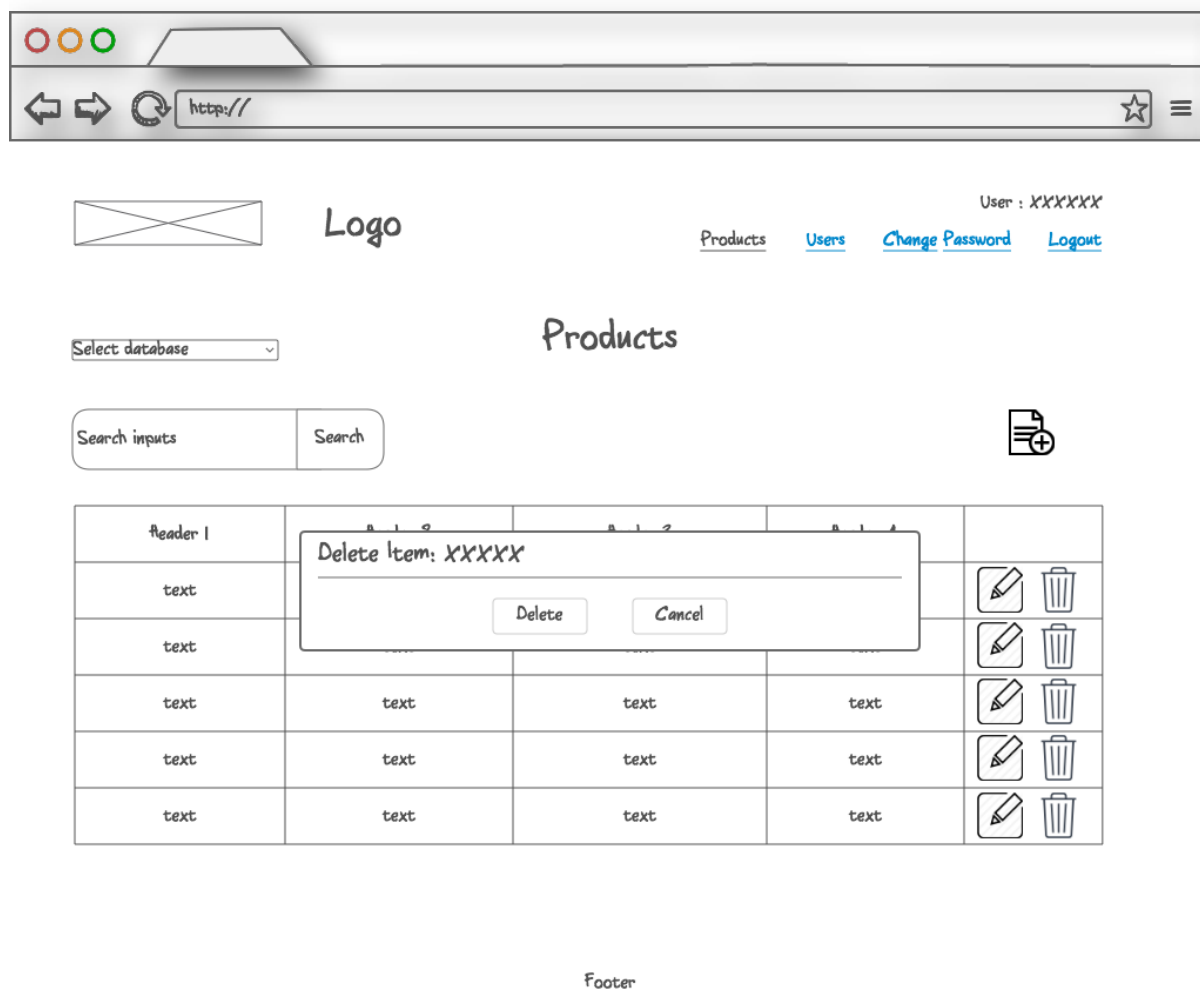 http://
Logo
User : XXXXXX
Products Users Change Password Logout
Products
Select database
Search inputs Search
Header 1
Delete Item: XXXXX
Delete Cancel
text
text
text text text text
text text text text
text text text text
Footer